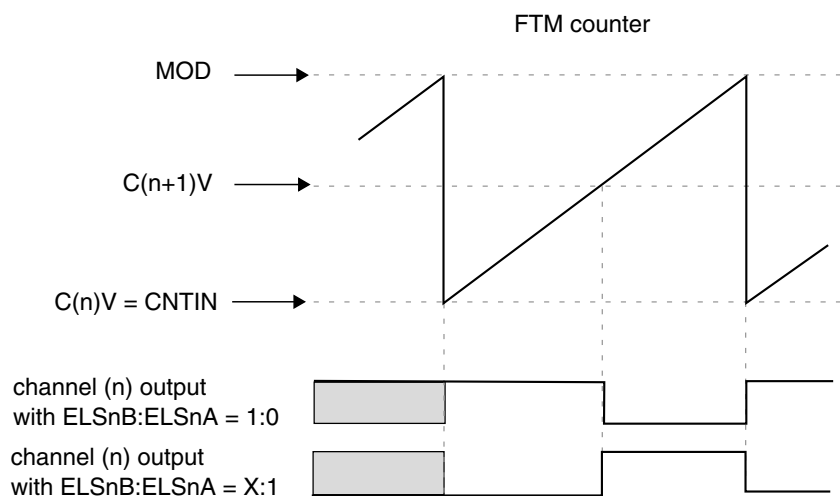 FTM counter
MOD
C(n+1)V
C(n)V = CNTIN
channel (n) output
with ELSnB:ELSnA = 1:0
channel (n) output
with ELSnB:ELSnA = X:1